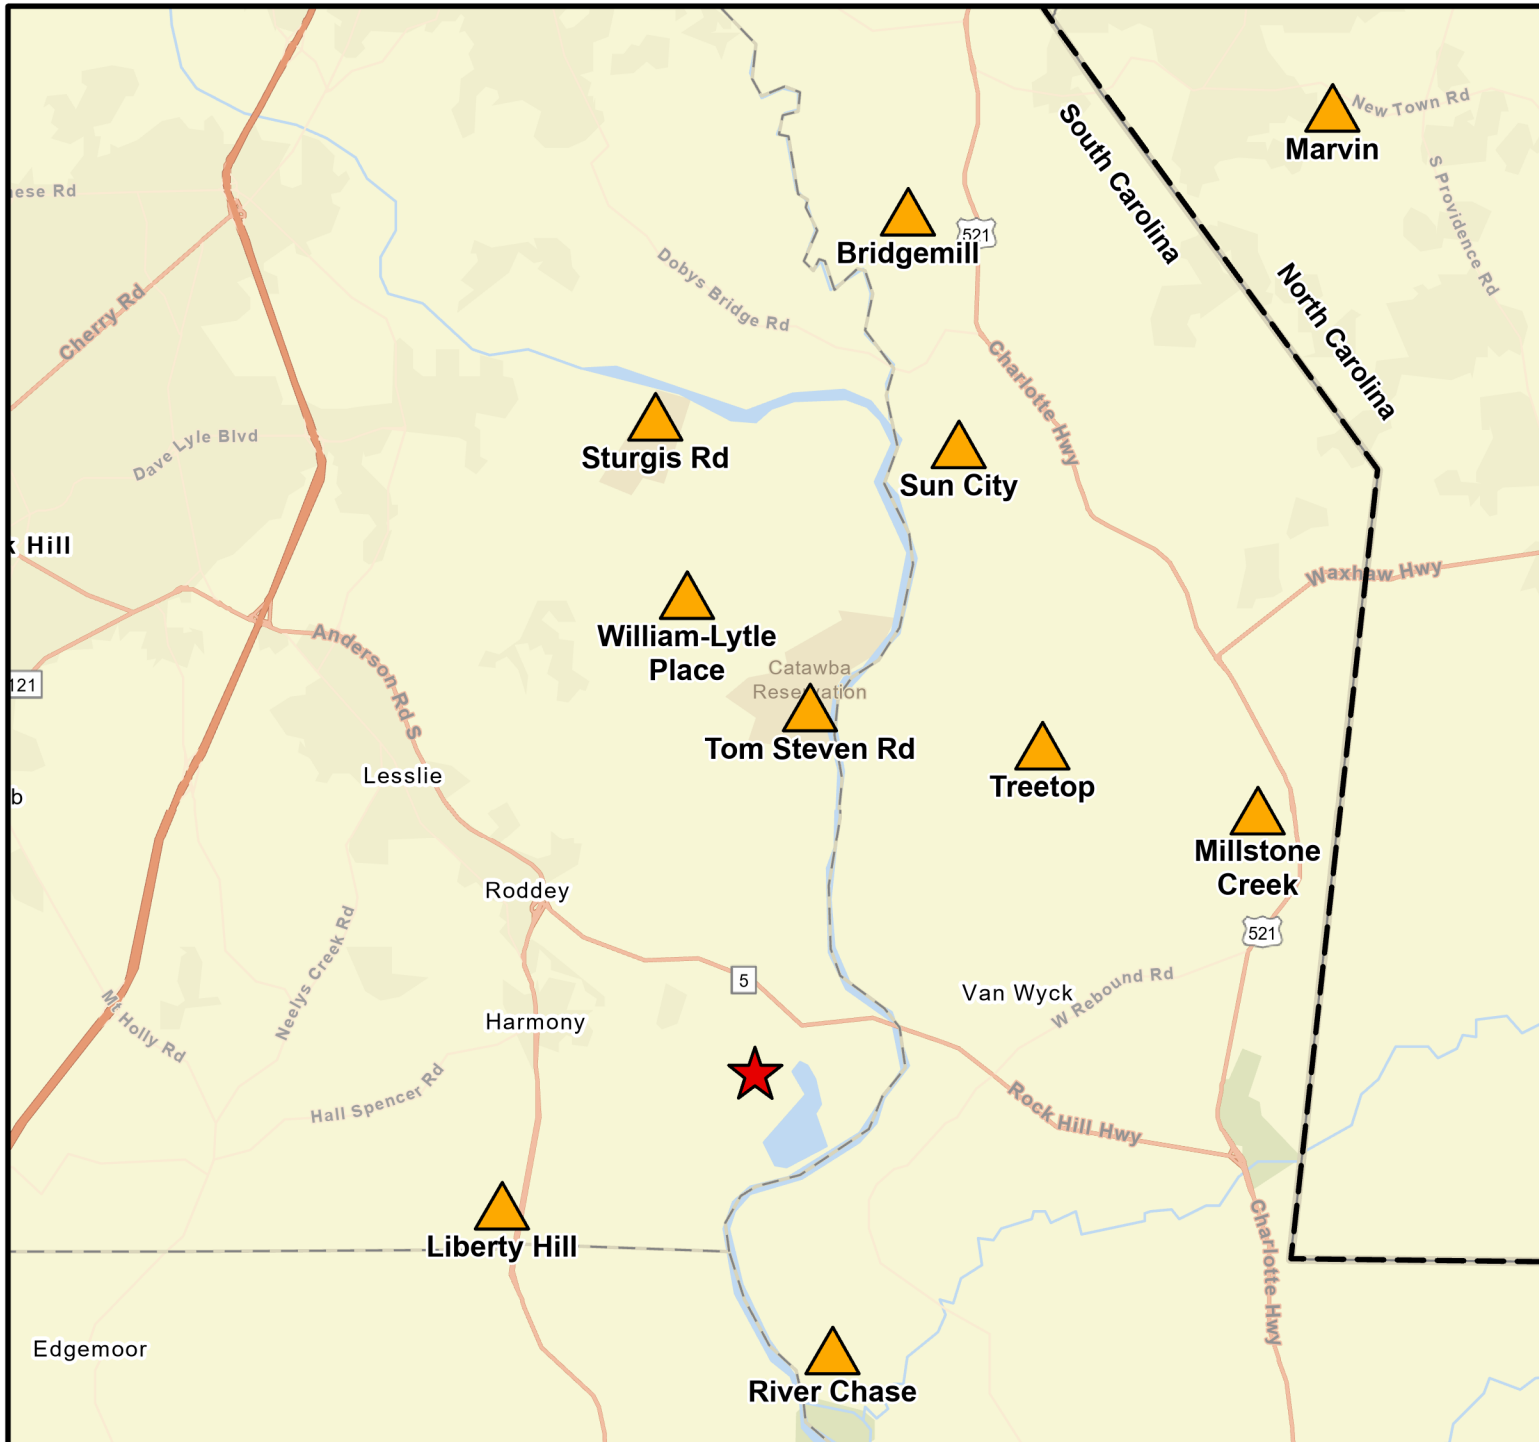 New Town Rd
Marvin
South Carolina
S Providence Rd
ese Rd
521
Bridgemill
Dobys Bridge Rd
North Carolina
Cherry Rd
Charlotte Hwy
Dave Lyle Blvd
Sturgis Rd
Sun City
k Hill
Waxhaw Hwy
Anderson Rd S
William-Lytle
Place
121
Catawba
Reservation
Tom Steven Rd
Lesslie
Treetop
b
Millstone
Creek
Roddey
521
Neelys Creek Rd
5
Van Wyck
W Rebound Rd
Mt Holly Rd
Harmony
Hall Spencer Rd
Rock Hill Hwy
Liberty Hill
Charlotte Hwy
Edgemoor
River Chase